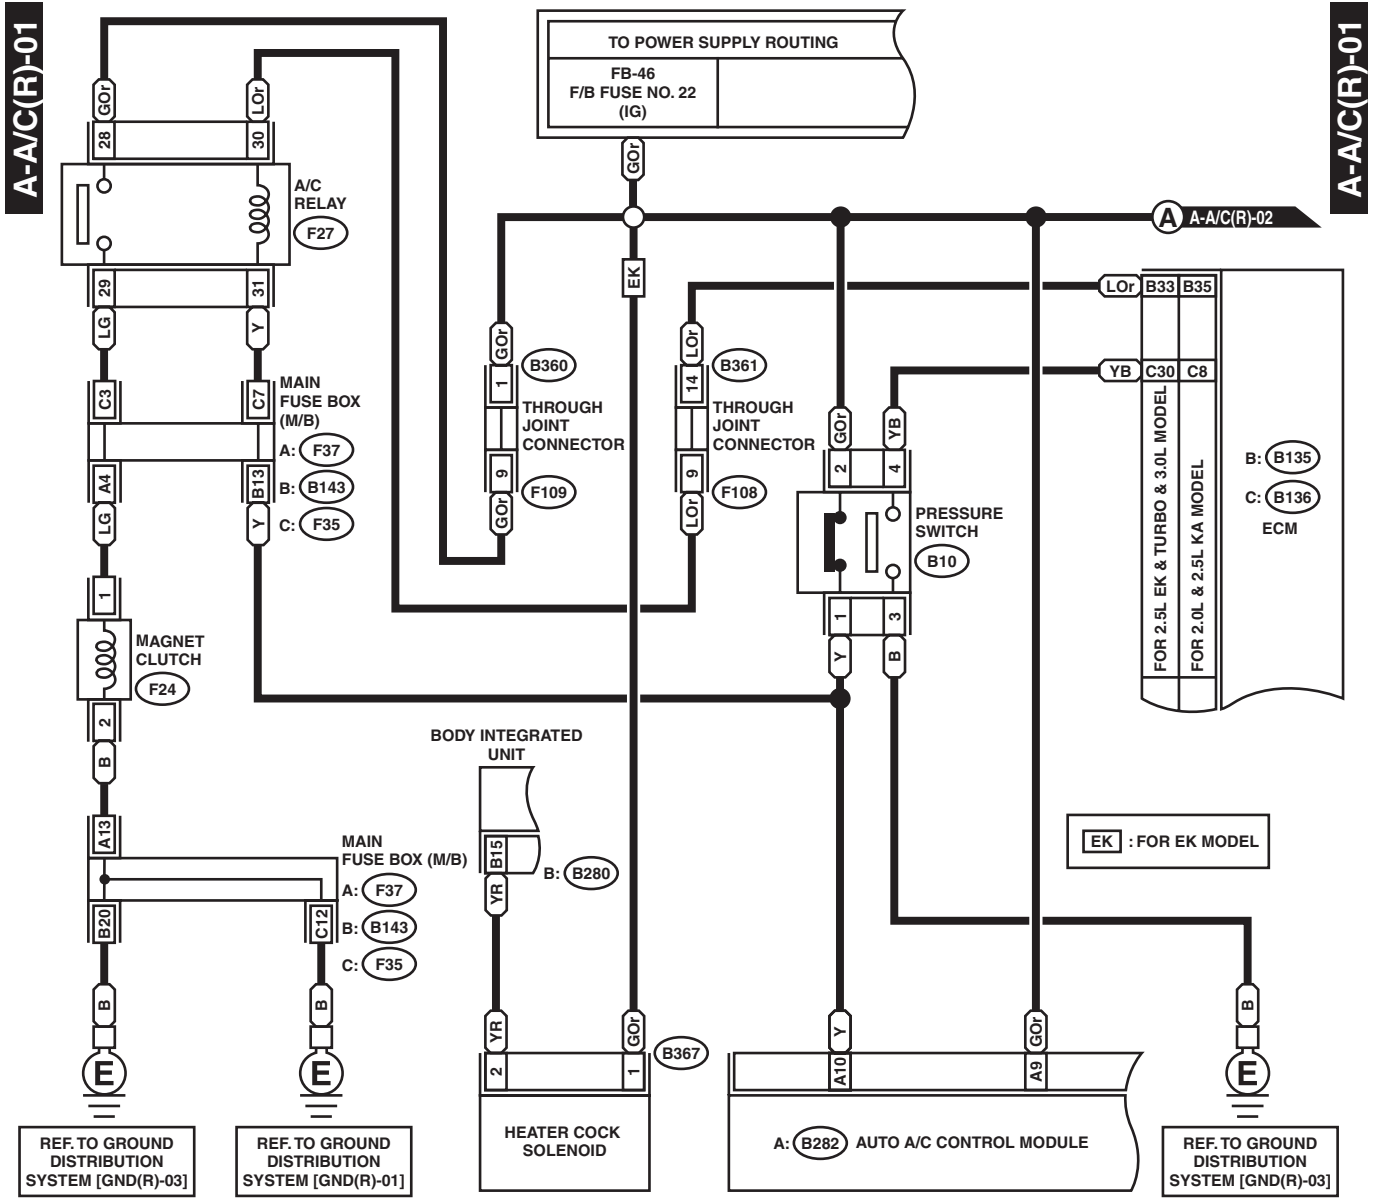 A-A/C(R)-01
A-A/C(R)-01
TO POWER SUPPLY ROUTING
FB-46
F/B FUSE NO. 22
(IG)
GOr
LOr
28
30
GOr
A/C
RELAY
F27
A
A-A/C(R)-02
EK
29
31
LG
Y
LOr
B33
B35
GOr
B360
1
THROUGH
JOINT
CONNECTOR
9
F109
GOr
LOr
B361
14
THROUGH
JOINT
CONNECTOR
9
F108
LOr
YB
C30
C8
FOR 2.5L EK & TURBO & 3.0L MODEL
FOR 2.0L & 2.5L KA MODEL
B: B135
C: B136
ECM
C3
C7
MAIN
FUSE BOX
(M/B)
A: F37
B: B143
C: F35
A4
B13
LG
Y
GOr
YB
2
4
PRESSURE
SWITCH
B10
1
3
Y
B
1
MAGNET
CLUTCH
F24
2
B
BODY INTEGRATED
UNIT
B15
B: B280
YR
A13
MAIN
FUSE BOX (M/B)
A: F37
B: B143
C: F35
B20
C12
B
B
EK : FOR EK MODEL
YR
GOr
B367
2
1
HEATER COCK
SOLENOID
Y
GOr
A10
A9
A: B282 AUTO A/C CONTROL MODULE
B
E
E
E
REF. TO GROUND
DISTRIBUTION
SYSTEM [GND(R)-03]
REF. TO GROUND
DISTRIBUTION
SYSTEM [GND(R)-01]
REF. TO GROUND
DISTRIBUTION
SYSTEM [GND(R)-03]